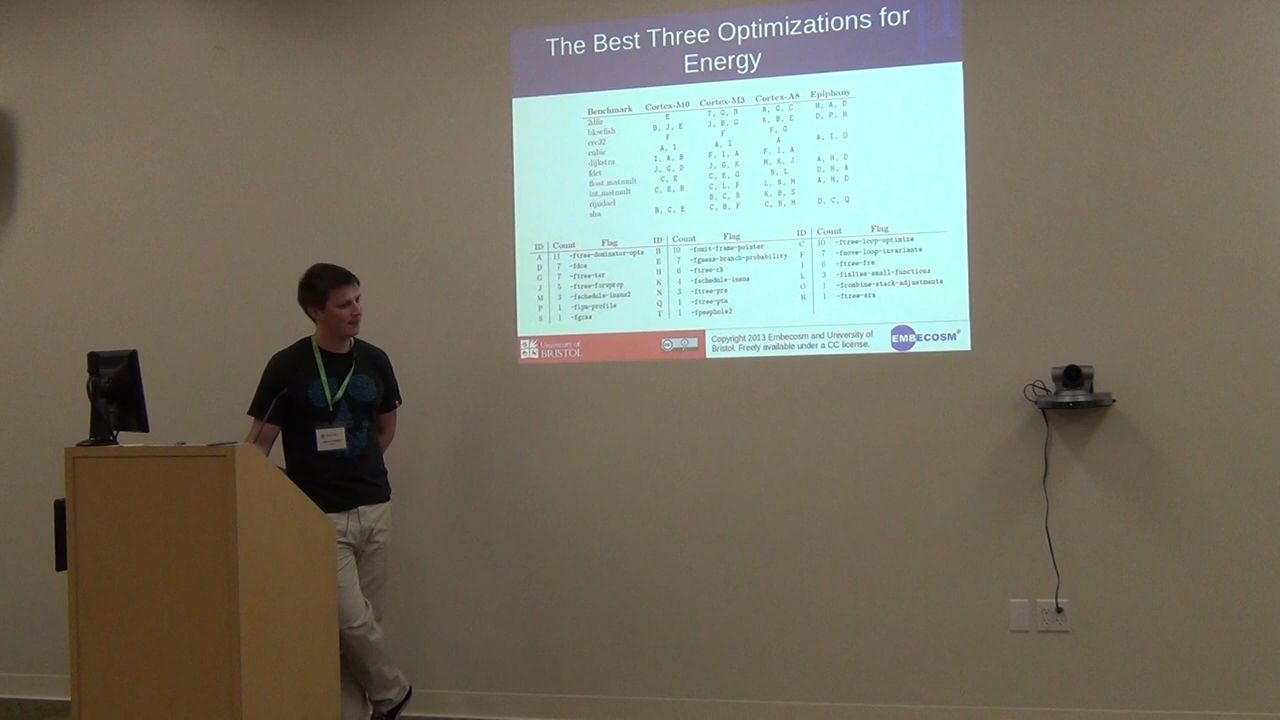 The Best Three Optimizations for
Energy
Benchmark Cortex-M0 Cortex-M3 Cortex-A8 Epiphany
2dfir E T, G, B N, G, C H, A, D
blowfish B, J, E J, B, G K, B, E D, P, H
crc32 F F F, G
cubic A, I A, I A A, I, O
dijkstra I, A, B F, I, A F, I, A
fdct J, G, D J, G, K M, K, J A, H, D
float_matmult C, E C, E, G B, L D, H, A
int_matmult C, E, B C, L, F L, B, M A, H, D
rijndael B, C, R K, B, S
sha B, C, E C, B, F C, B, M D, C, Q
ID Count Flag ID Count Flag ID Count Flag
A 11 -ftree-dominator-opts B 10 -fomit-frame-pointer C 10 -ftree-loop-optimize
D 7 -fdce E 7 -fguess-branch-probability F 7 -fmove-loop-invariants
G 7 -ftree-ter H 6 -ftree-ch I 6 -ftree-fre
J 5 -ftree-forwprop K 4 -fschedule-insns L 3 -finline-small-functions
M 3 -fschedule-insns2 N 3 -ftree-pre O 1 -fcombine-stack-adjustments
P 1 -fipa-profile Q 1 -ftree-pta R 1 -ftree-sra
S 1 -fgcse T 1 -fpeephole2
University of
BRISTOL
Copyright 2013 Embecosm and University of
Bristol. Freely available under a CC license.
EMBECOSM®